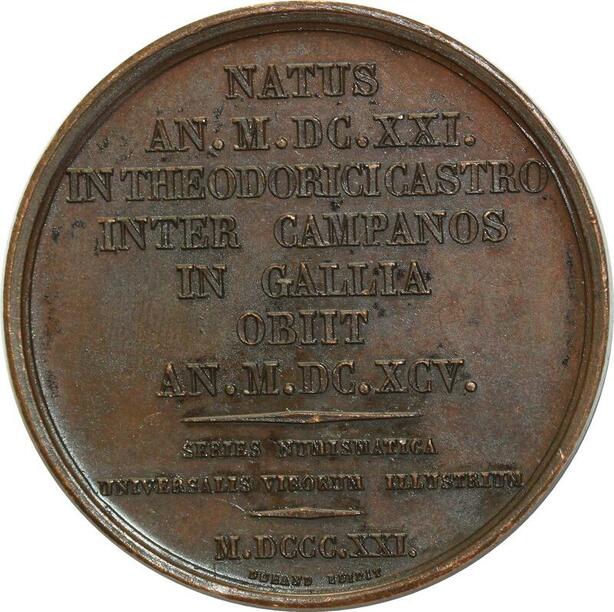 NATUS
AN. M. DC. XXI.
IN THEODORICI CASTRO
INTER CAMPANOS
IN GALLIA
OBIIT
AN. M. DC. XCV.
SERIES NUMISMATICA
UNIVERSALIS VIRORUM ILLUSTRIUM
M. DCCC. XXI.
DURAND EDIDIT